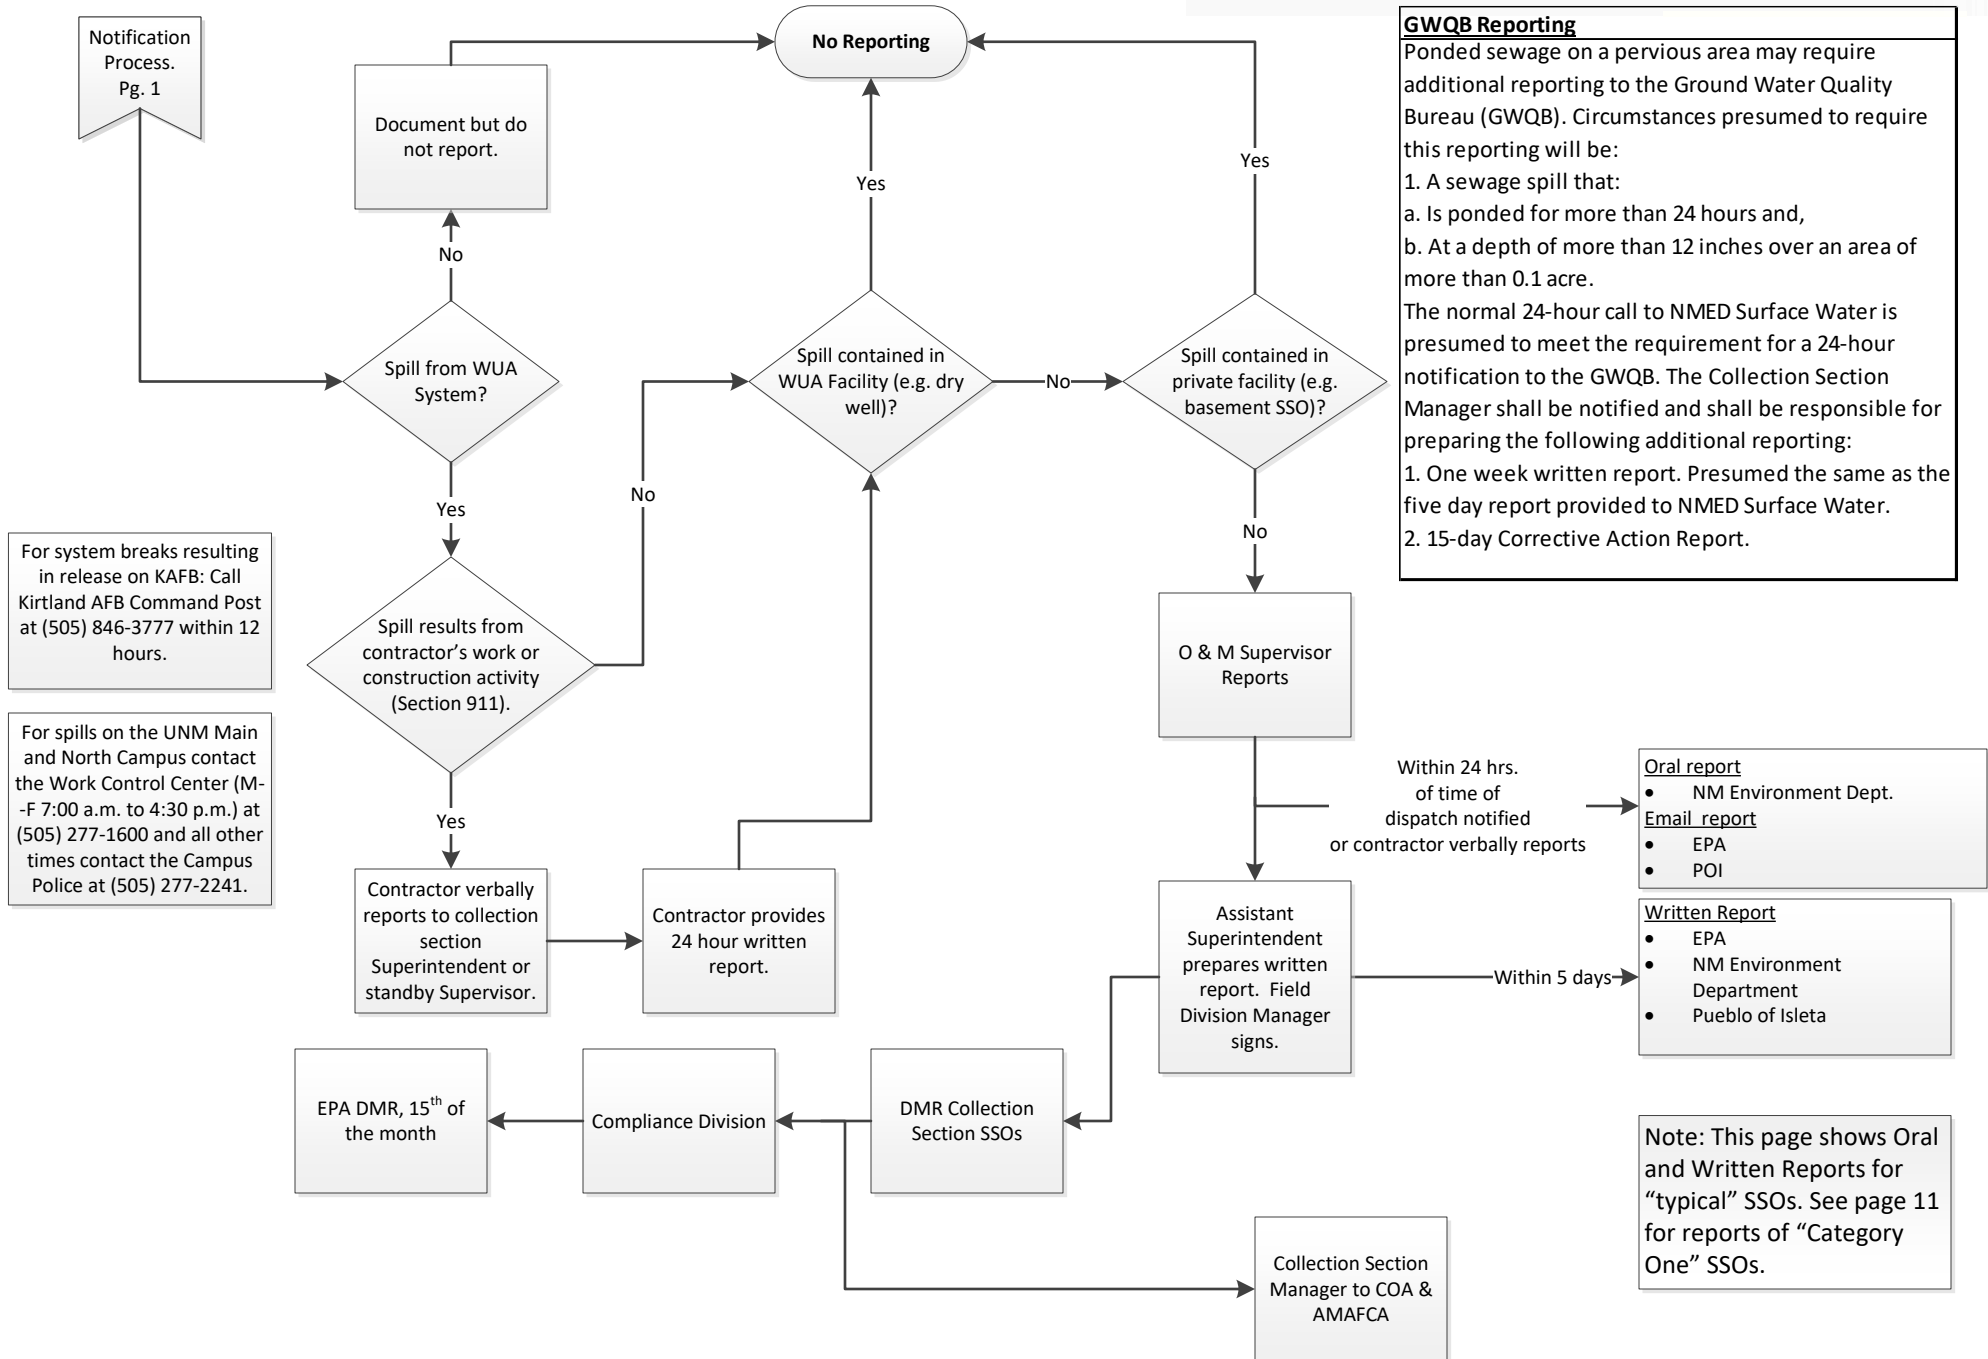 Notification
Process.
Pg. 1
No Reporting
Document but do
not report.
Yes
Yes
No
Spill from WUA
System?
Spill contained in
WUA Facility (e.g. dry
well)?
No
Spill contained in
private facility (e.g.
basement SSO)?
GWQB Reporting
Ponded sewage on a pervious area may require
additional reporting to the Ground Water Quality
Bureau (GWQB). Circumstances presumed to require
this reporting will be:
1. A sewage spill that:
a. Is ponded for more than 24 hours and,
b. At a depth of more than 12 inches over an area of
more than 0.1 acre.
The normal 24-hour call to NMED Surface Water is
presumed to meet the requirement for a 24-hour
notification to the GWQB. The Collection Section
Manager shall be notified and shall be responsible for
preparing the following additional reporting:
1. One week written report. Presumed the same as the
five day report provided to NMED Surface Water.
2. 15-day Corrective Action Report.
Yes
No
No
For system breaks resulting
in release on KAFB: Call
Kirtland AFB Command Post
at (505) 846-3777 within 12
hours.
Spill results from
contractor's work or
construction activity
(Section 911).
O & M Supervisor
Reports
For spills on the UNM Main
and North Campus contact
the Work Control Center (M-
-F 7:00 a.m. to 4:30 p.m.) at
(505) 277-1600 and all other
times contact the Campus
Police at (505) 277-2241.
Yes
Within 24 hrs.
of time of
dispatch notified
or contractor verbally reports
Oral report
• NM Environment Dept.
Email report
• EPA
• POI
Contractor verbally
reports to collection
section
Superintendent or
standby Supervisor.
Contractor provides
24 hour written
report.
Assistant
Superintendent
prepares written
report. Field
Division Manager
signs.
Within 5 days
Written Report
• EPA
• NM Environment
Department
• Pueblo of Isleta
EPA DMR, 15th of
the month
Compliance Division
DMR Collection
Section SSOs
Note: This page shows Oral
and Written Reports for
“typical” SSOs. See page 11
for reports of “Category
One” SSOs.
Collection Section
Manager to COA &
AMAFCA